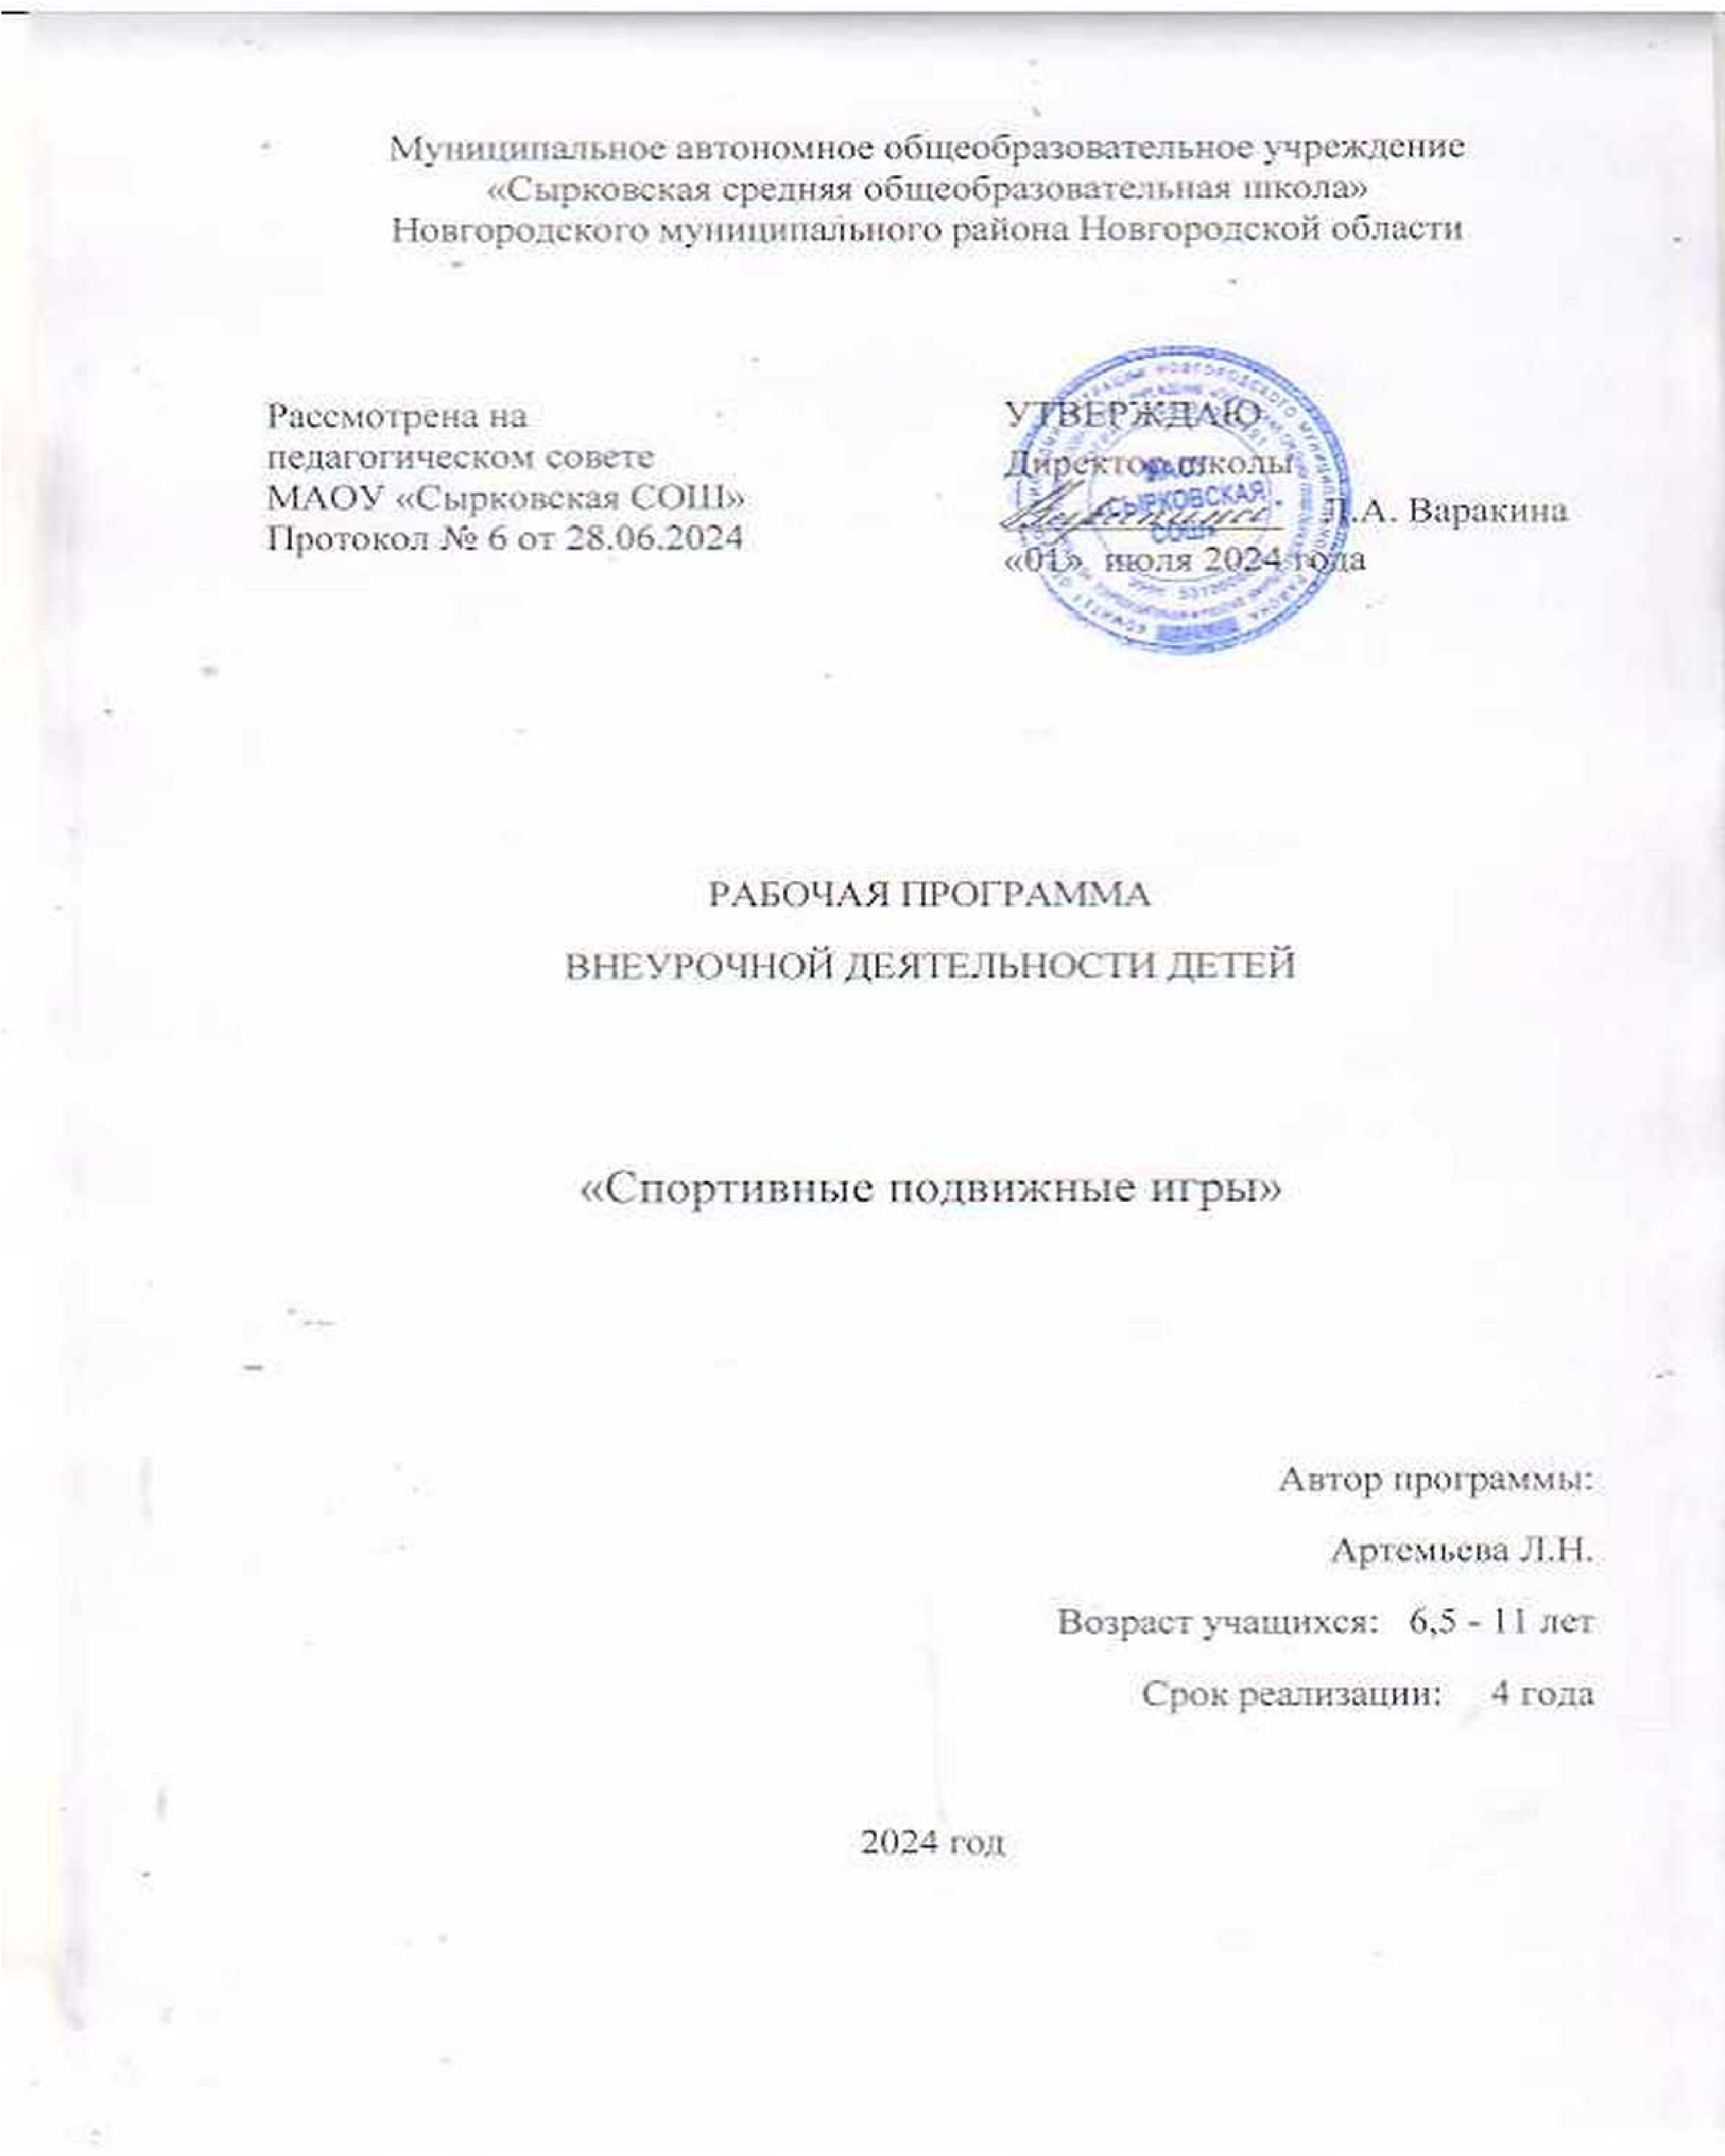 Муниципальное автономное общеобразовательное учреждение
«Сырковская средняя общеобразовательная школа»
Новгородского муниципального района Новгородской области
Рассмотрена на
педагогическом совете
МАОУ «Сырковская СОШ»
Протокол № 6 от 28.06.2024
УТВЕРЖДАЮ
Директор школы
А. Варакина
«01» июля 2024 года
СЫРКОВСКАЯ
СОШ
РАБОЧАЯ ПРОГРАММА
ВНЕУРОЧНОЙ ДЕЯТЕЛЬНОСТИ ДЕТЕЙ
«Спортивные подвижные игры»
Автор программы:
Артемьева Л.Н.
Возраст учащихся: 6,5 - 11 лет
Срок реализации: 4 года
2024 год